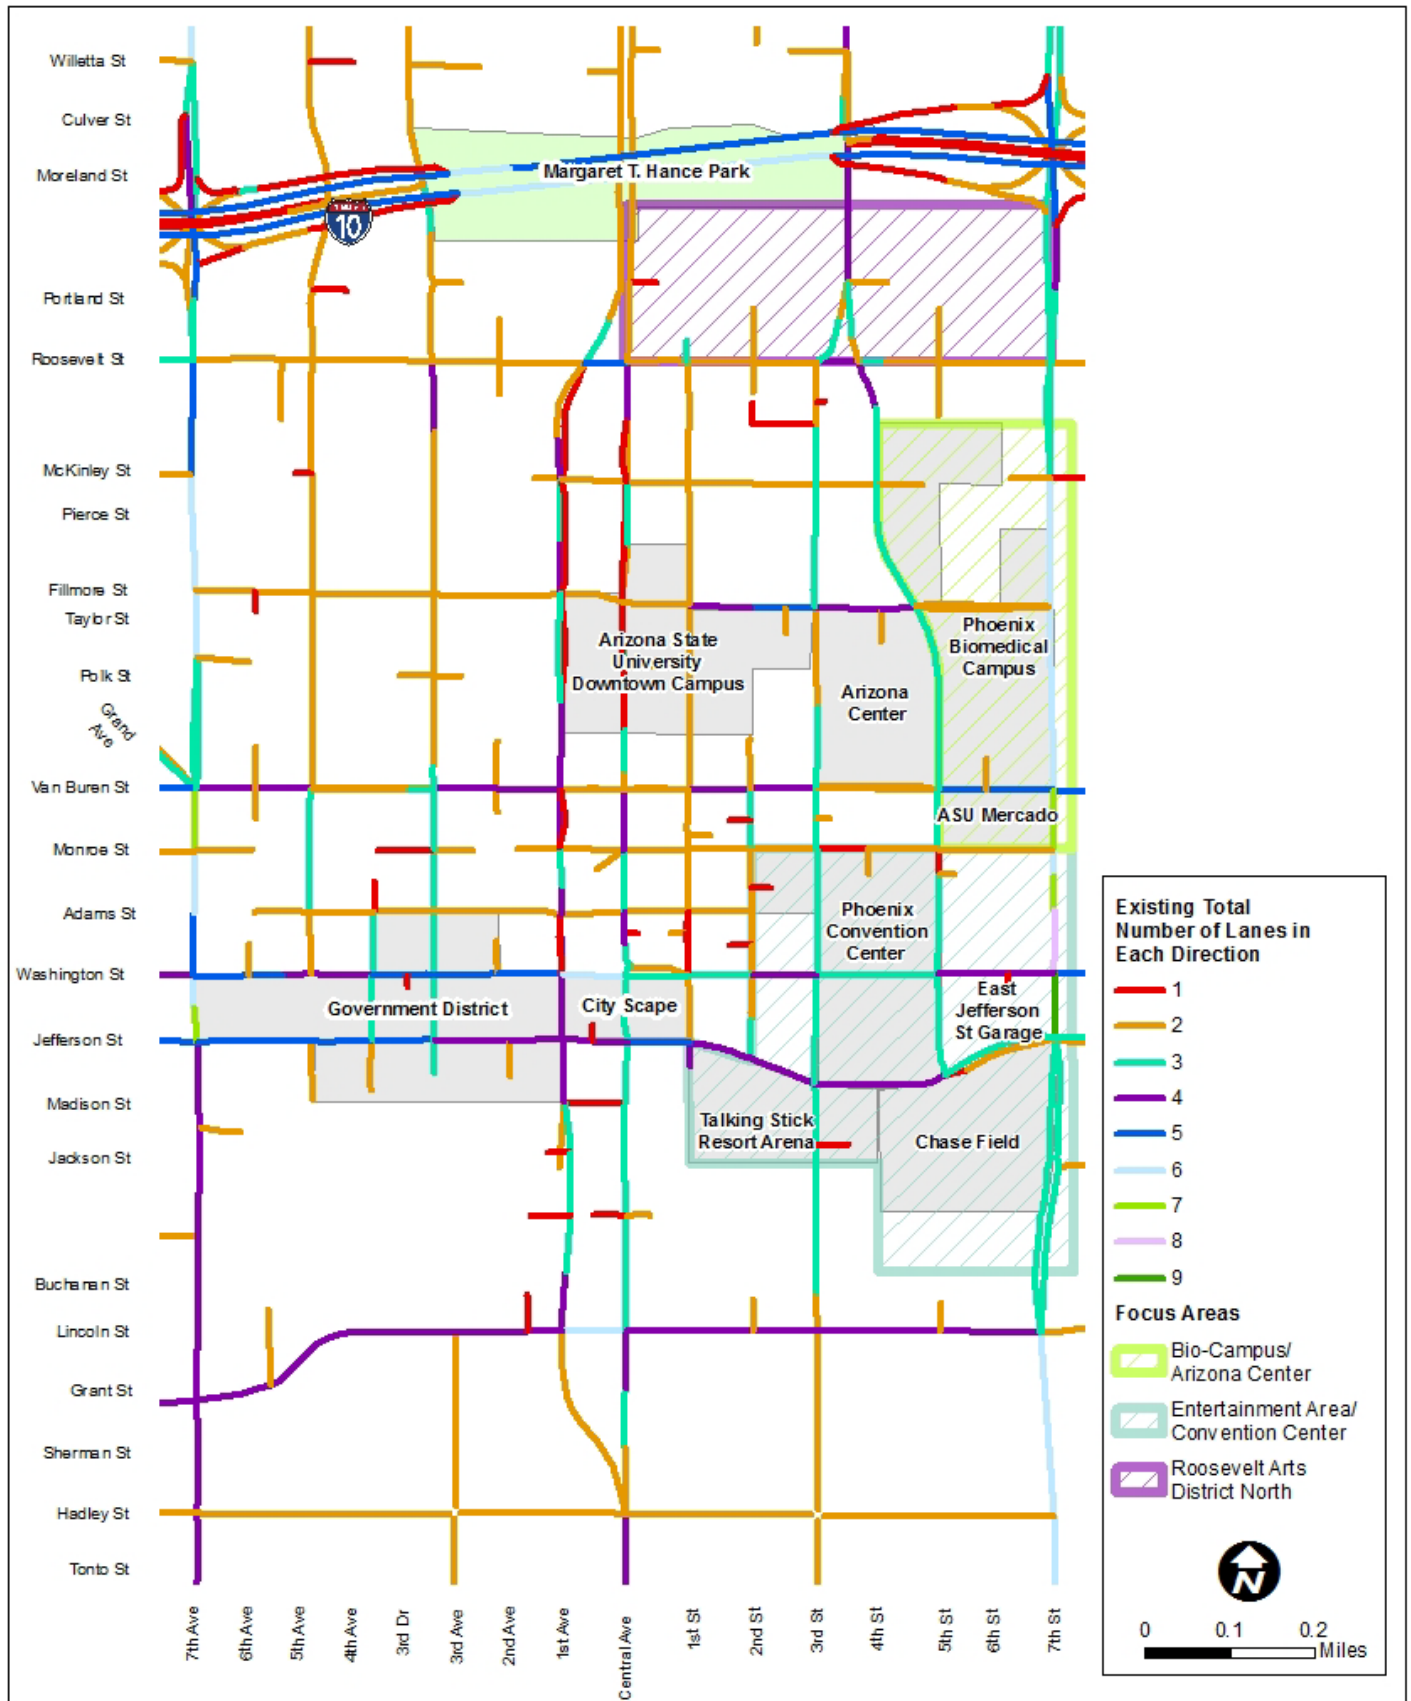 Willetta St
Culver St
Moreland St
Portland St
Roosevelt St
McKinley St
Pierce St
Fillmore St
Taylor St
Polk St
Grand
Ave
Van Buren St
Monroe St
Adams St
Washington St
Jefferson St
Madison St
Jackson St
Buchanan St
Lincoln St
Grant St
Sherman St
Hadley St
Tonto St
Margaret T. Hance Park
10
Arizona State
University
Downtown Campus
Phoenix
Biomedical
Campus
Arizona
Center
ASU Mercado
Phoenix
Convention
Center
Government District
City Scape
East
Jefferson
St Garage
Talking Stick
Resort Arena
Chase Field
7th Ave
6th Ave
5th Ave
4th Ave
3rd Dr
3rd Ave
2nd Ave
1st Ave
Central Ave
1st St
2nd St
3rd St
4th St
5th St
6th St
7th St
Existing Total
Number of Lanes in
Each Direction
1
2
3
4
5
6
7
8
9
Focus Areas
Bio-Campus/
Arizona Center
Entertainment Area/
Convention Center
Roosevelt Arts
District North
N
0 0.1 0.2
Miles